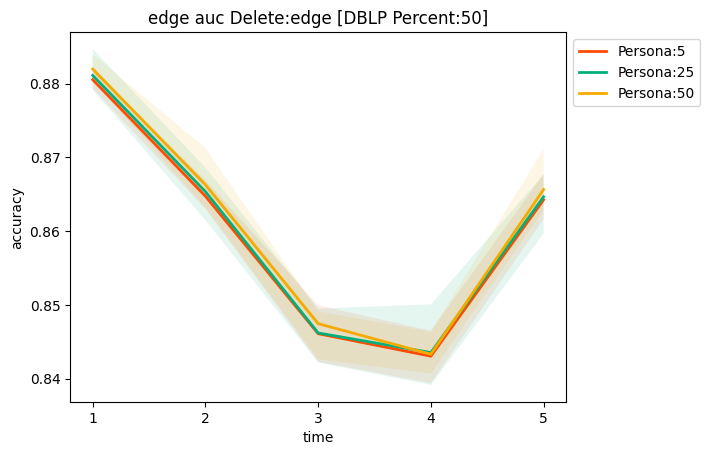 edge auc Delete:edge [DBLP Percent:50]
Persona:5
Persona:25
Persona:50
accuracy
0.88
0.87
0.86
0.85
0.84
1 2 3 4 5
time